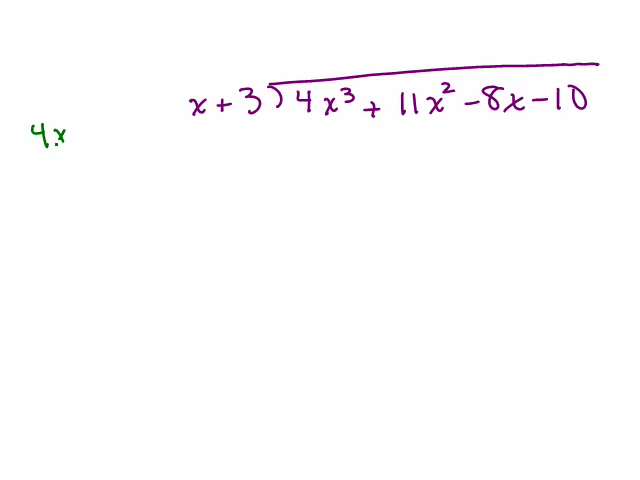 x + 3 ) 4x³ + 11x² - 8x - 10
4x